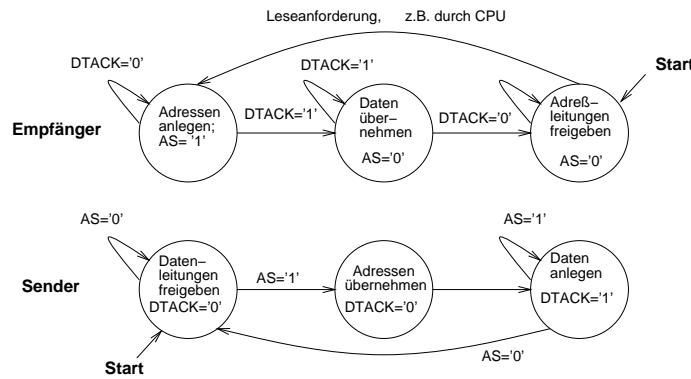 Leseanforderung, z.B. durch CPU
Start
DTACK='0'
DTACK='1'
Empfänger
Adressen
anlegen;
AS= '1'
DTACK='1'
Daten
über-
nehmen
AS='0'
DTACK='0'
Adreß-
leitungen
freigeben
AS='0'
AS='0'
AS='1'
Sender
Daten-
leitungen
freigeben
DTACK='0'
AS='1'
Adressen
übernehmen
DTACK='0'
Daten
anlegen
DTACK='1'
AS='0'
Start